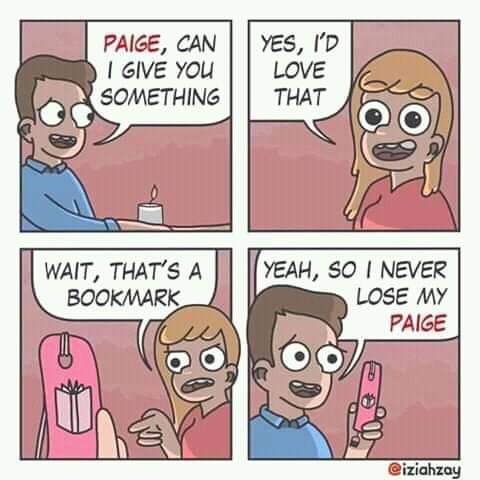 PAIGE, CAN
I GIVE YOU
SOMETHING
YES, I'D
LOVE
THAT
WAIT, THAT'S A
BOOKMARK
YEAH, SO I NEVER
LOSE MY
PAIGE
@iziahzay